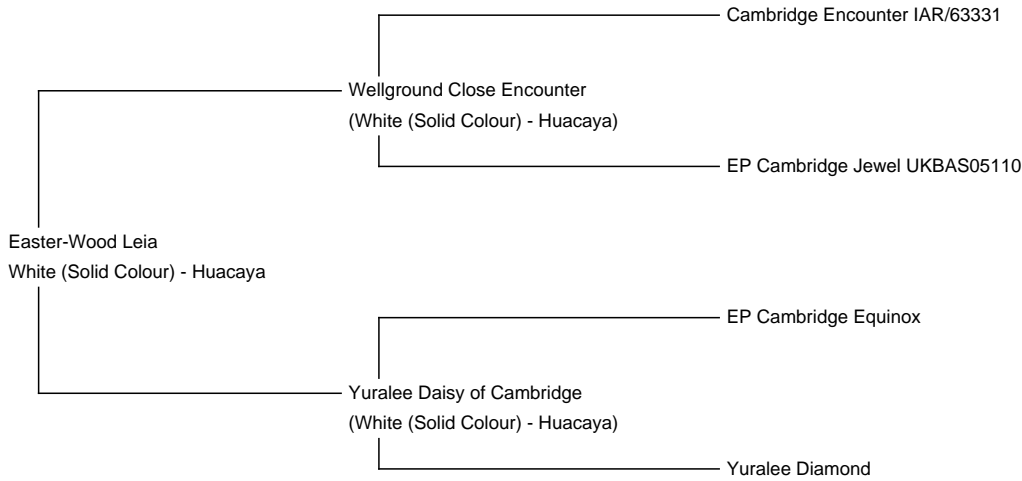 Cambridge Encounter IAR/63331
Wellground Close Encounter
(White (Solid Colour) - Huacaya)
EP Cambridge Jewel UKBAS05110
Easter-Wood Leia
White (Solid Colour) - Huacaya
EP Cambridge Equinox
Yuralee Daisy of Cambridge
(White (Solid Colour) - Huacaya)
Yuralee Diamond